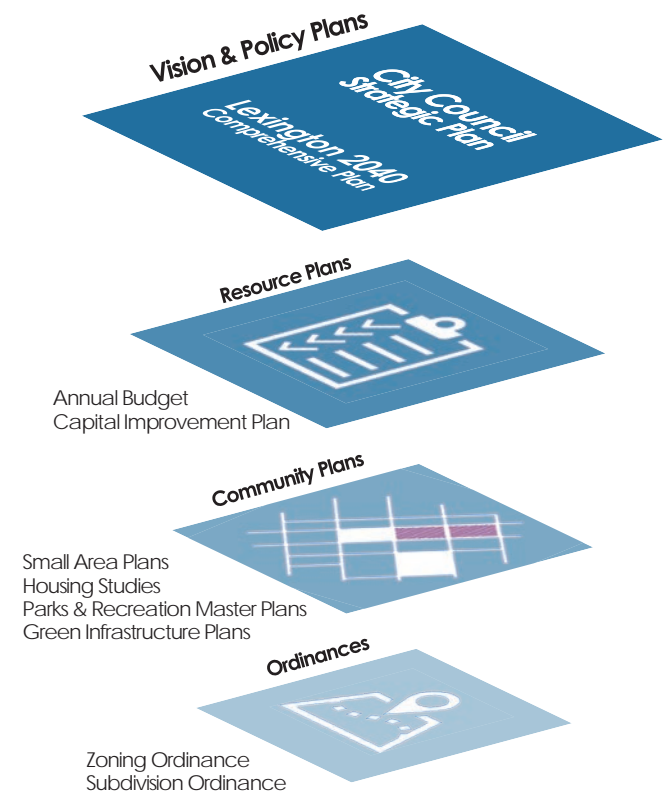 Vision & Policy Plans
City Council
Strategic Plan
Lexington 2040
Comprehensive Plan
Resource Plans
Annual Budget
Capital Improvement Plan
Community Plans
Small Area Plans
Housing Studies
Parks & Recreation Master Plans
Green Infrastructure Plans
Ordinances
Zoning Ordinance
Subdivision Ordinance